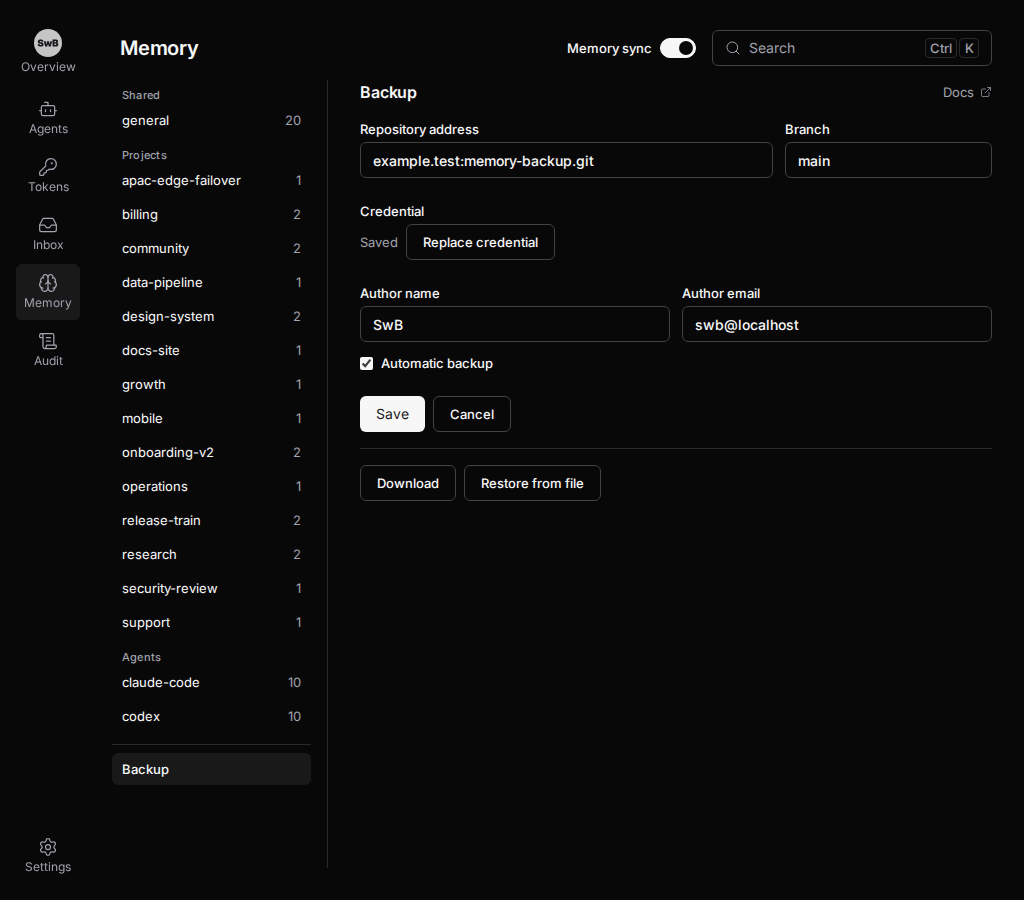 SwB
Overview
Agents
Tokens
Inbox
Memory
Audit
Settings
Memory
Memory sync
Search
Ctrl K
Shared
general 20
Projects
apac-edge-failover 1
billing 2
community 2
data-pipeline 1
design-system 2
docs-site 1
growth 1
mobile 1
onboarding-v2 2
operations 1
release-train 2
research 2
security-review 1
support 1
Agents
claude-code 10
codex 10
Backup
Backup
Docs
Repository address
example.test:memory-backup.git
Branch
main
Credential
Saved
Replace credential
Author name
SwB
Author email
swb@localhost
Automatic backup
Save
Cancel
Download
Restore from file